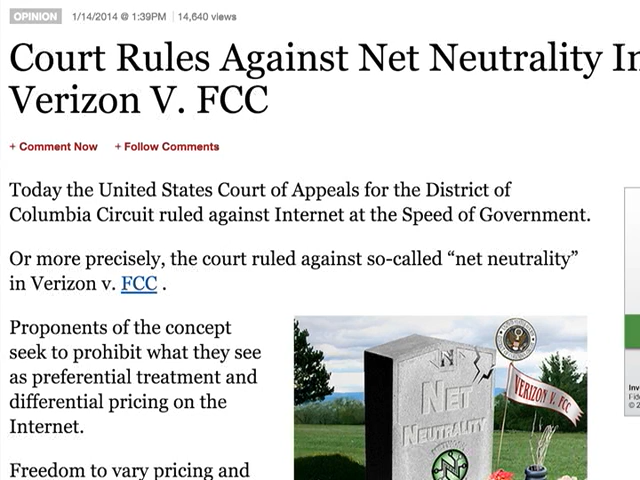 OPINION 1/14/2014 @ 1:39PM 14,640 views
Court Rules Against Net Neutrality In
Verizon V. FCC
+ Comment Now + Follow Comments
Today the United States Court of Appeals for the District of
Columbia Circuit ruled against Internet at the Speed of Government.
Or more precisely, the court ruled against so-called “net neutrality”
in Verizon v. FCC .
Proponents of the concept
seek to prohibit what they see
as preferential treatment and
differential pricing on the
Internet.
Freedom to vary pricing and
N
NET
NEUTRALITY
VERIZON V. FCC
Inv
Fide
© 2